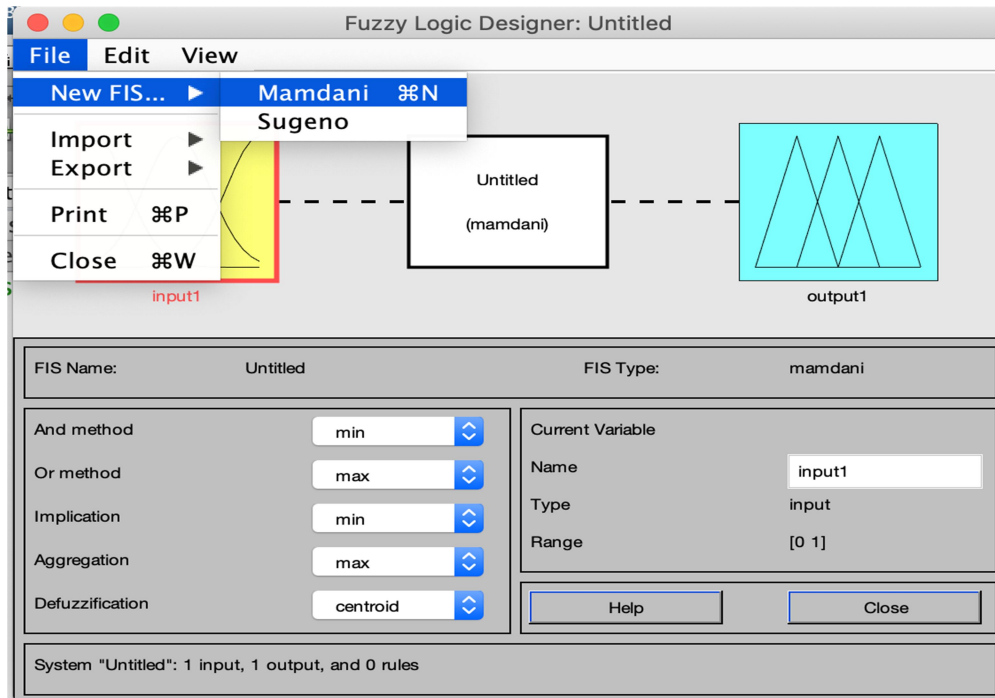 Fuzzy Logic Designer: Untitled
File Edit View
New FIS... ▶ Mamdani ⌘N
Sugeno
Import ▶
Export ▶
Print ⌘P
Close ⌘W
Untitled
(mamdani)
input1
output1
FIS Name: Untitled FIS Type: mamdani
And method min
Or method max
Implication min
Aggregation max
Defuzzification centroid
Current Variable
Name input1
Type input
Range [0 1]
Help Close
System "Untitled": 1 input, 1 output, and 0 rules